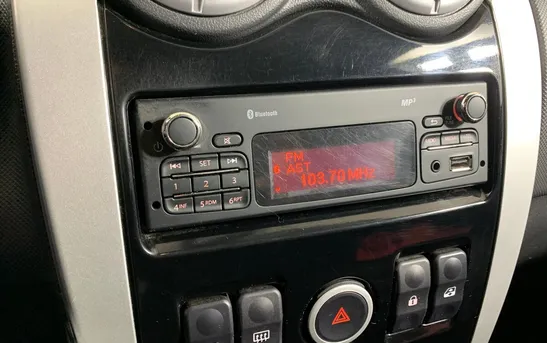 Bluetooth
MP3
SET
1
2
3
4 INF
5 RDM
6 RPT
FM
AST
103.70 MHz